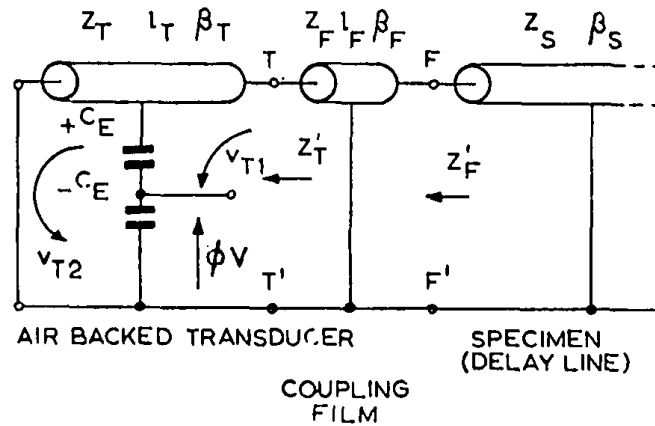 Z_T l_T β_T T Z_F l_F β_F F Z_S β_S
+C_E
v_T1 Z'_T Z'_F
-C_E
v_T2 ϕV
T' F'
AIR BACKED TRANSDUCER SPECIMEN
(DELAY LINE)
COUPLING
FILM